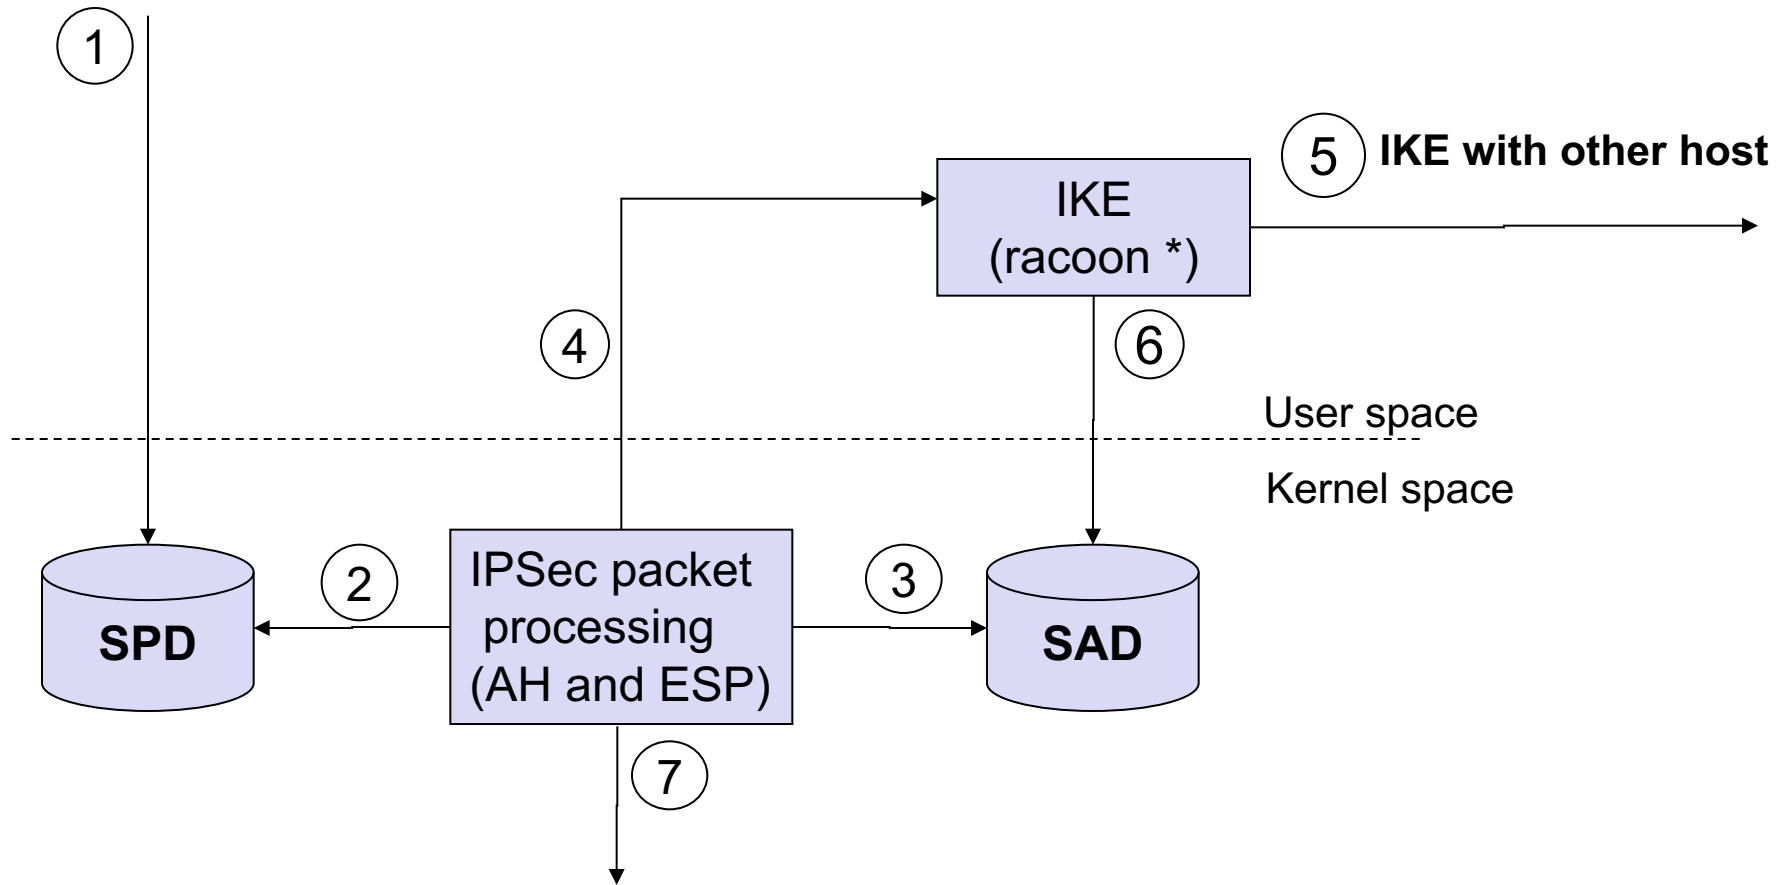 1
5
IKE with other host
IKE
(racoon *)
4
6
User space
Kernel space
2
IPSec packet
processing
(AH and ESP)
3
SPD
SAD
7